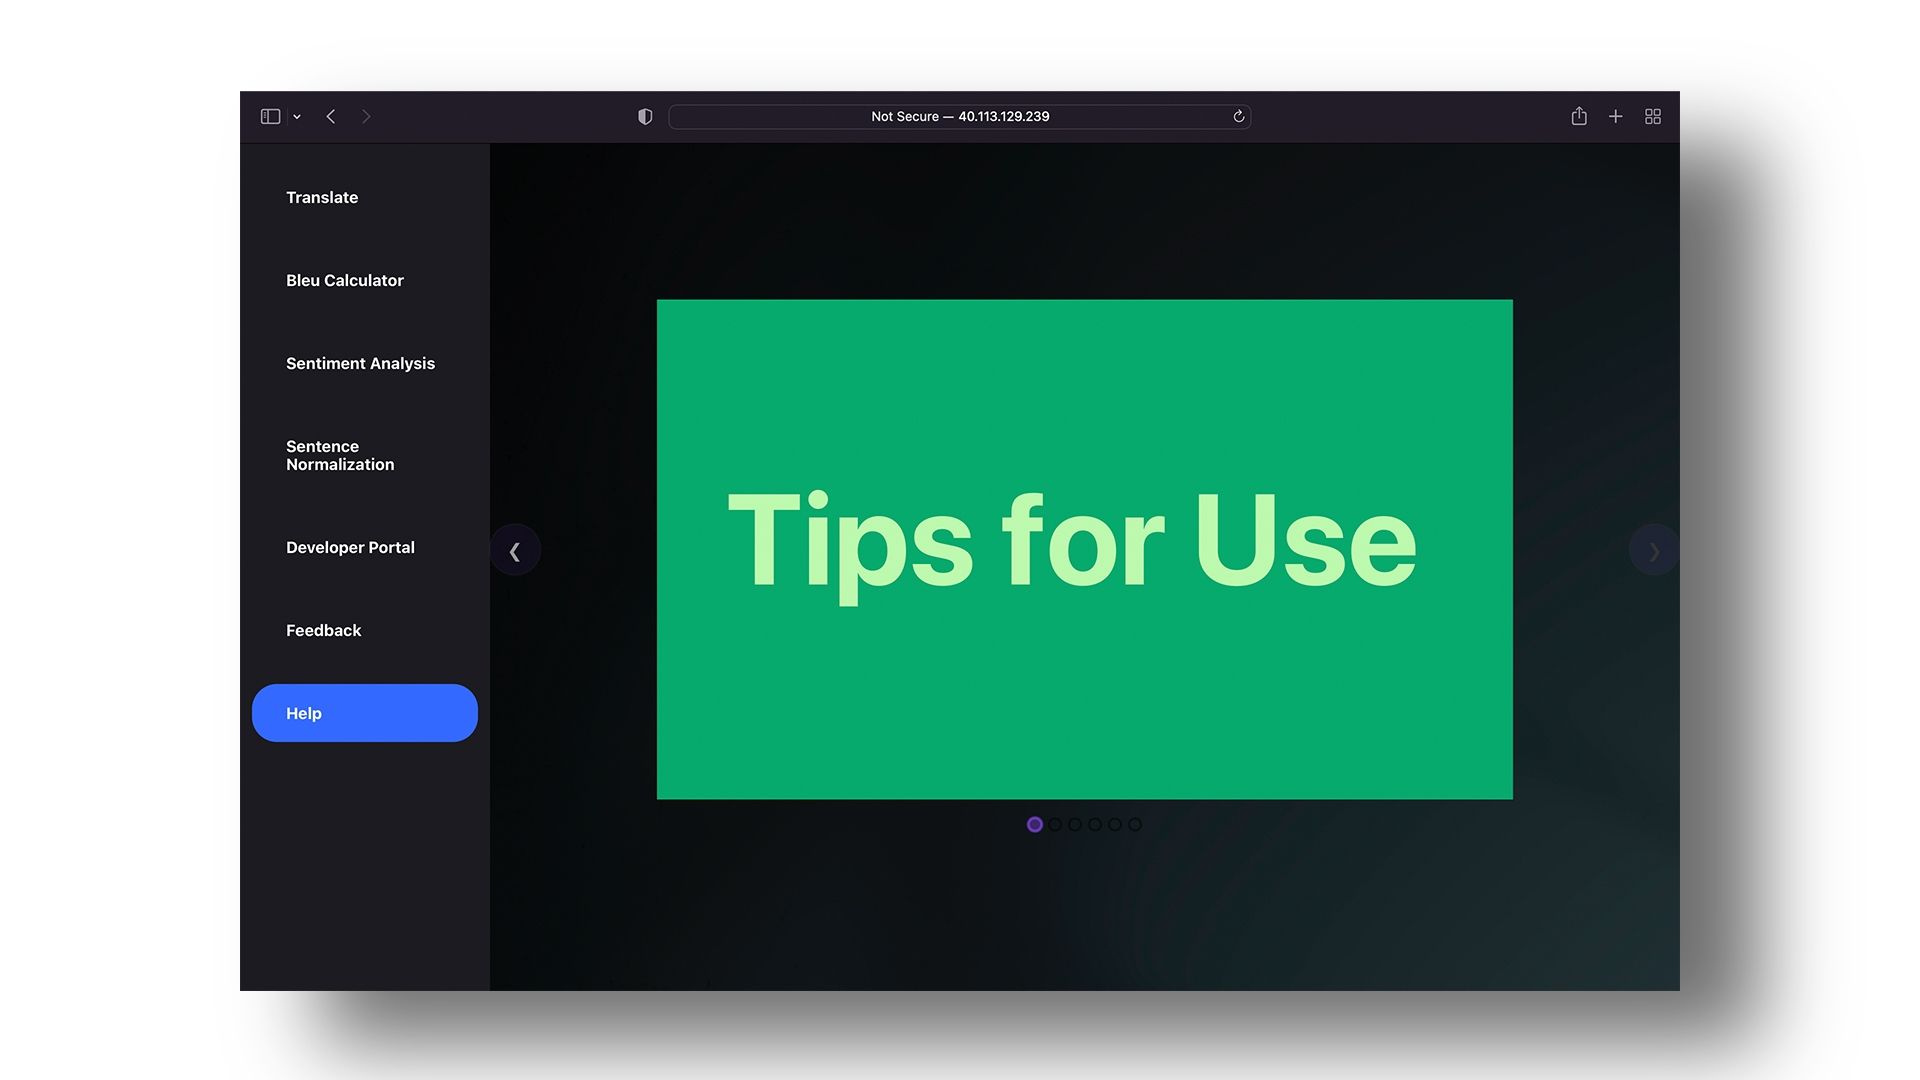 Not Secure — 40.113.129.239
Translate
Bleu Calculator
Sentiment Analysis
Sentence
Normalization
Developer Portal
Feedback
Help
Tips for Use